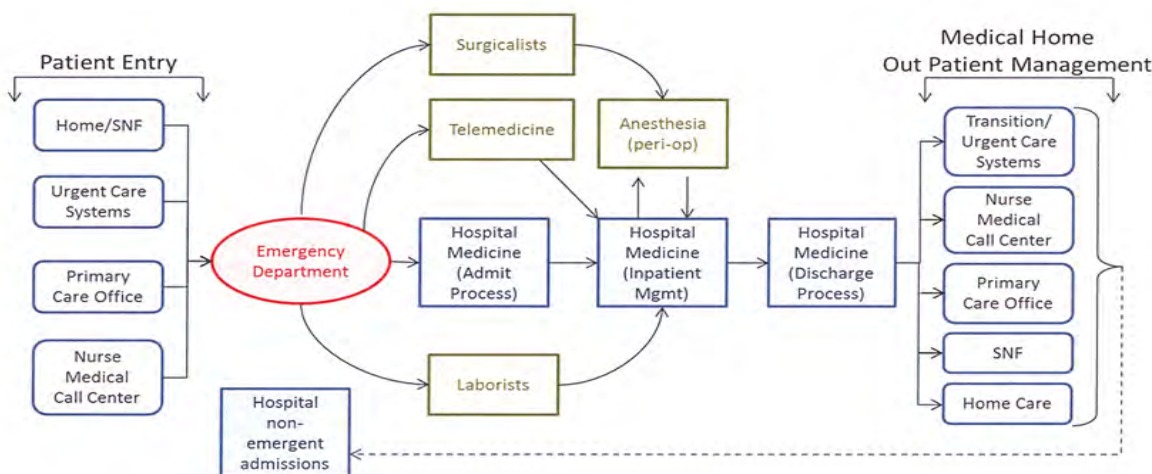 Patient Entry
Home/SNF
Urgent Care
Systems
Primary
Care Office
Nurse
Medical
Call Center
Emergency
Department
Surgicalists
Telemedicine
Anesthesia
(peri-op)
Hospital
Medicine
(Admit
Process)
Hospital
Medicine
(Inpatient
Mgmt)
Hospital
Medicine
(Discharge
Process)
Laborists
Hospital
non-
emergent
admissions
Medical Home
Out Patient Management
Transition/
Urgent Care
Systems
Nurse
Medical
Call Center
Primary
Care Office
SNF
Home Care